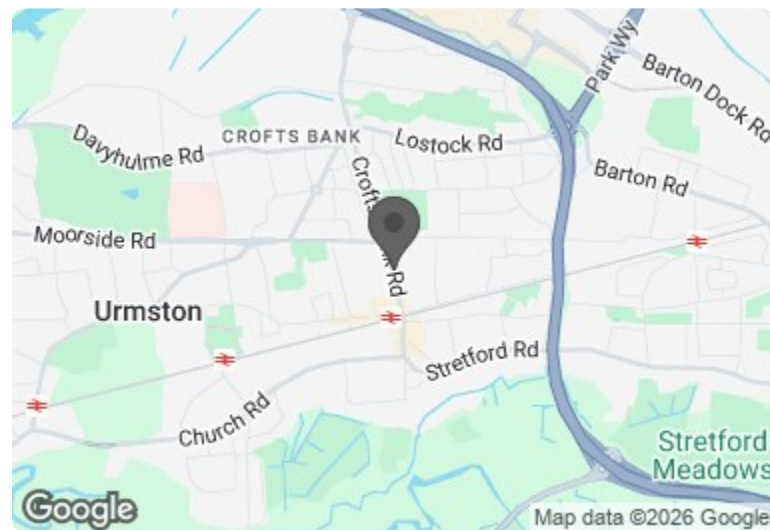 Park Wy
Barton Dock Rd
Davyhulme Rd
CROFTS BANK
Lostock Rd
Barton Rd
Crofts
nk Rd
Moorside Rd
Urmston
Stretford Rd
Church Rd
Stretford
Meadows
Google
Map data ©2026 Google